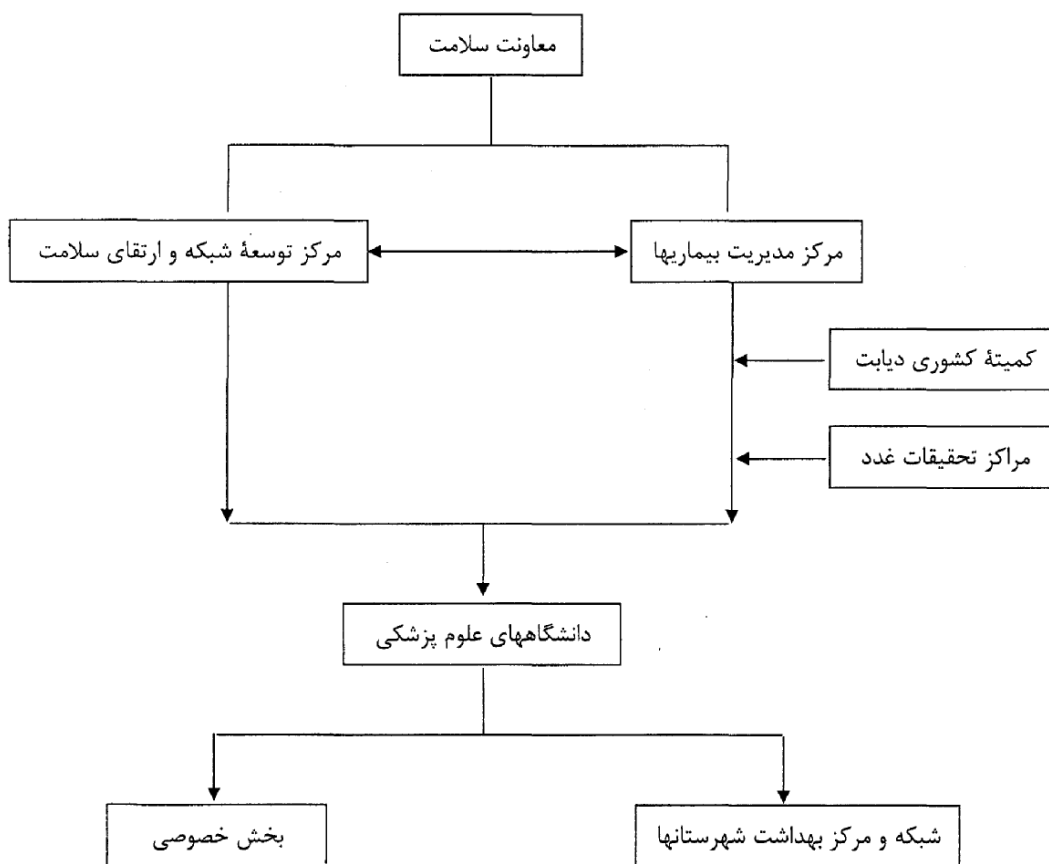 معاونت سلامت
مرکز مدیریت بیماریها
مرکز توسعهٔ شبکه و ارتقای سلامت
کمیتهٔ کشوری دیابت
مراکز تحقیقات غدد
دانشگاههای علوم پزشکی
شبکه و مرکز بهداشت شهرستانها
بخش خصوصی